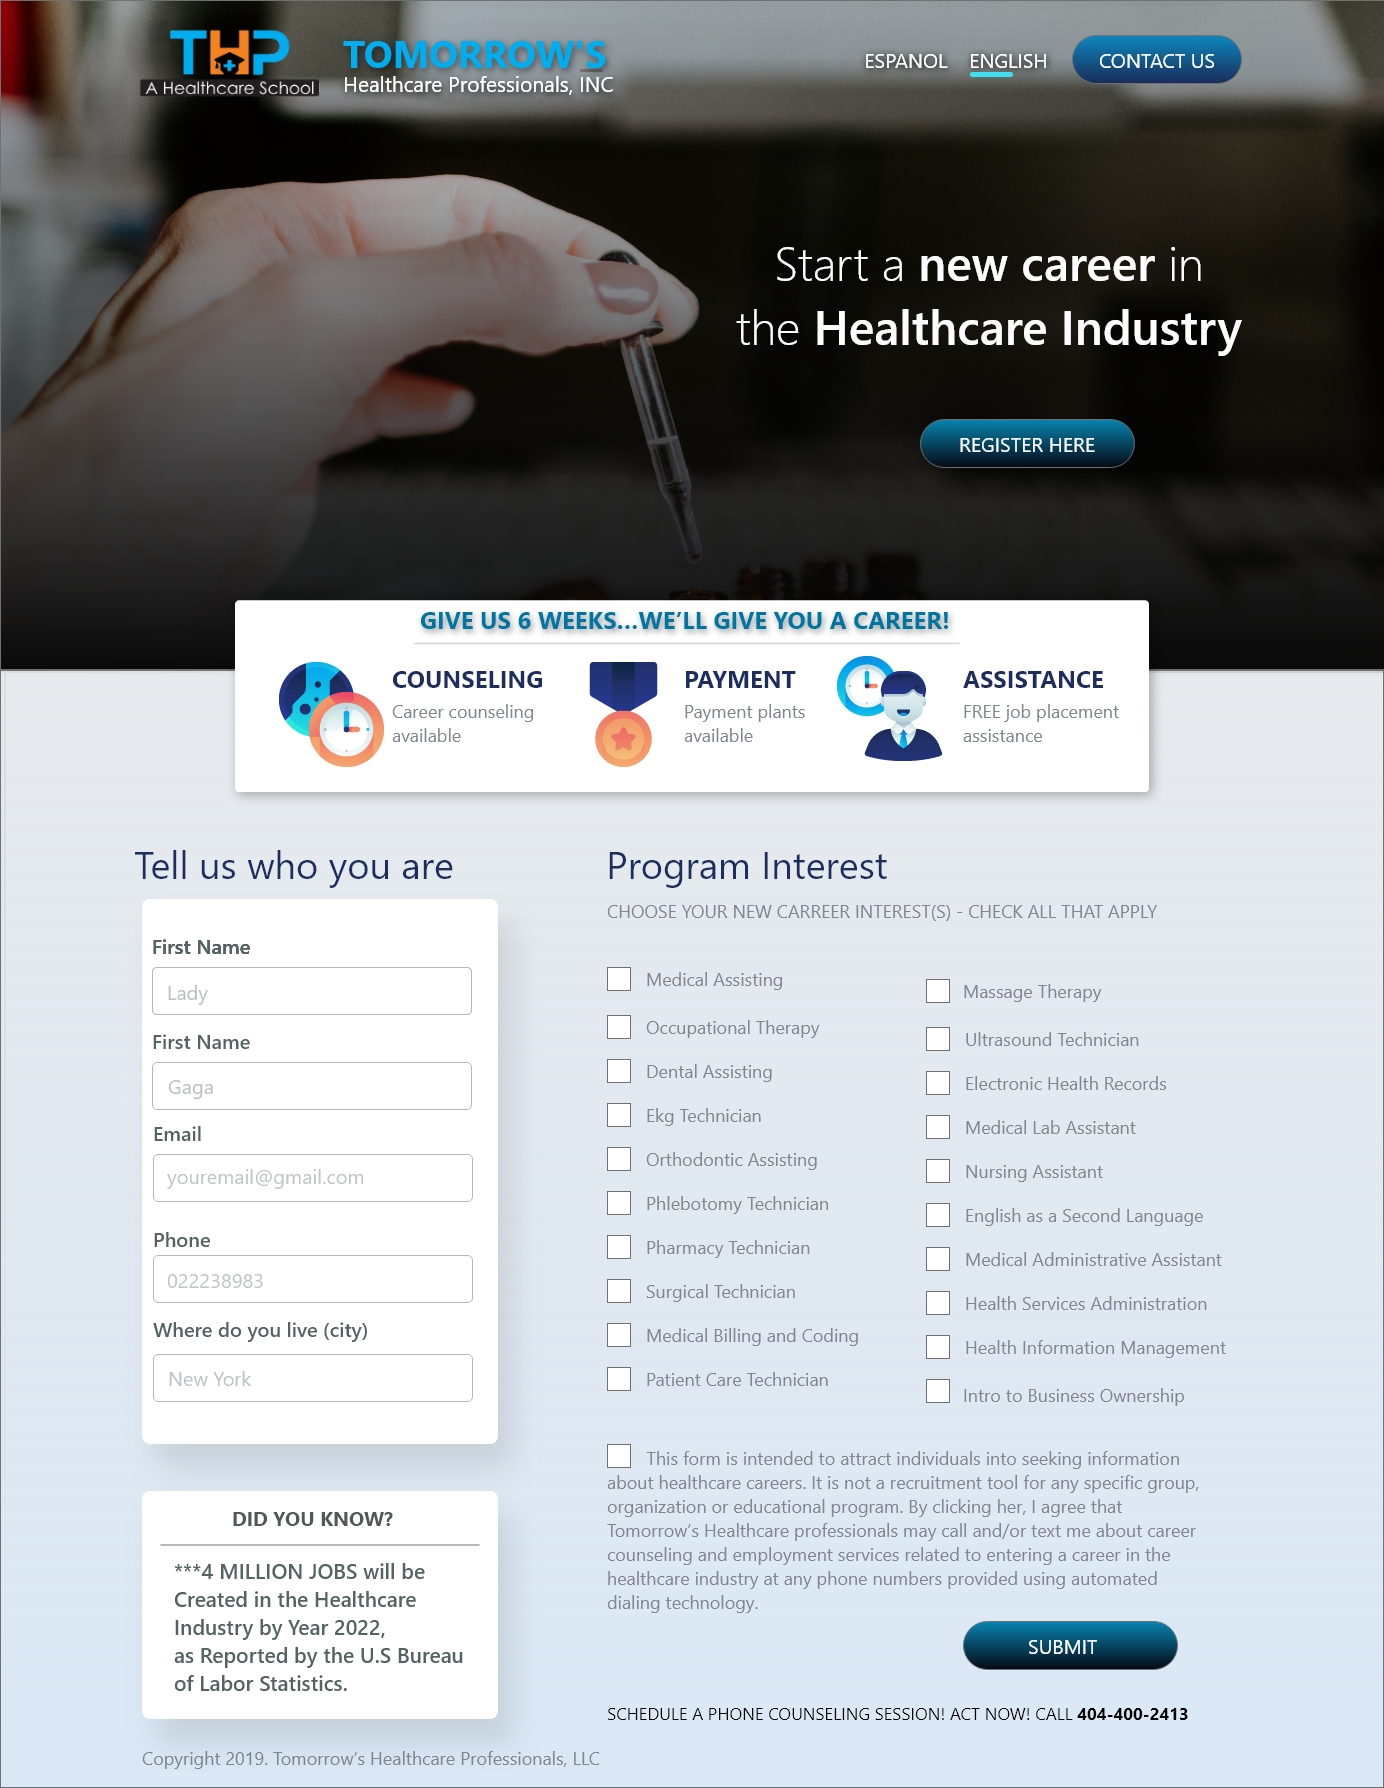 THP
A Healthcare School
TOMORROW'S
Healthcare Professionals, INC
ESPANOL
ENGLISH
CONTACT US
Start a new career in
the Healthcare Industry
REGISTER HERE
GIVE US 6 WEEKS...WE'LL GIVE YOU A CAREER!
COUNSELING
Career counseling
available
PAYMENT
Payment plants
available
ASSISTANCE
FREE job placement
assistance
Tell us who you are
First Name
Lady
First Name
Gaga
Email
youremail@gmail.com
Phone
022238983
Where do you live (city)
New York
DID YOU KNOW?
***4 MILLION JOBS will be
Created in the Healthcare
Industry by Year 2022,
as Reported by the U.S Bureau
of Labor Statistics.
Program Interest
CHOOSE YOUR NEW CARREER INTEREST(S) - CHECK ALL THAT APPLY
Medical Assisting
Occupational Therapy
Dental Assisting
Ekg Technician
Orthodontic Assisting
Phlebotomy Technician
Pharmacy Technician
Surgical Technician
Medical Billing and Coding
Patient Care Technician
Massage Therapy
Ultrasound Technician
Electronic Health Records
Medical Lab Assistant
Nursing Assistant
English as a Second Language
Medical Administrative Assistant
Health Services Administration
Health Information Management
Intro to Business Ownership
This form is intended to attract individuals into seeking information
about healthcare careers. It is not a recruitment tool for any specific group,
organization or educational program. By clicking her, I agree that
Tomorrow's Healthcare professionals may call and/or text me about career
counseling and employment services related to entering a career in the
healthcare industry at any phone numbers provided using automated
dialing technology.
SUBMIT
SCHEDULE A PHONE COUNSELING SESSION! ACT NOW! CALL 404-400-2413
Copyright 2019. Tomorrow's Healthcare Professionals, LLC